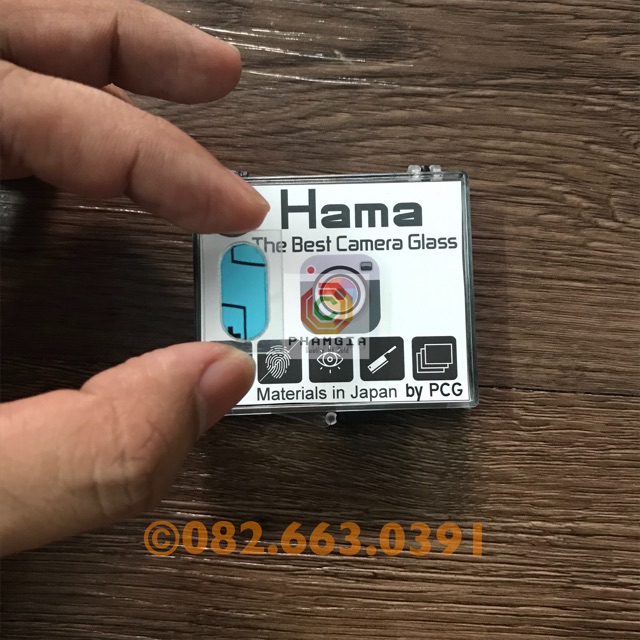 Hama
The Best Camera Glass
PHAMGIA
Materials in Japan by PCG
©082.663.0391